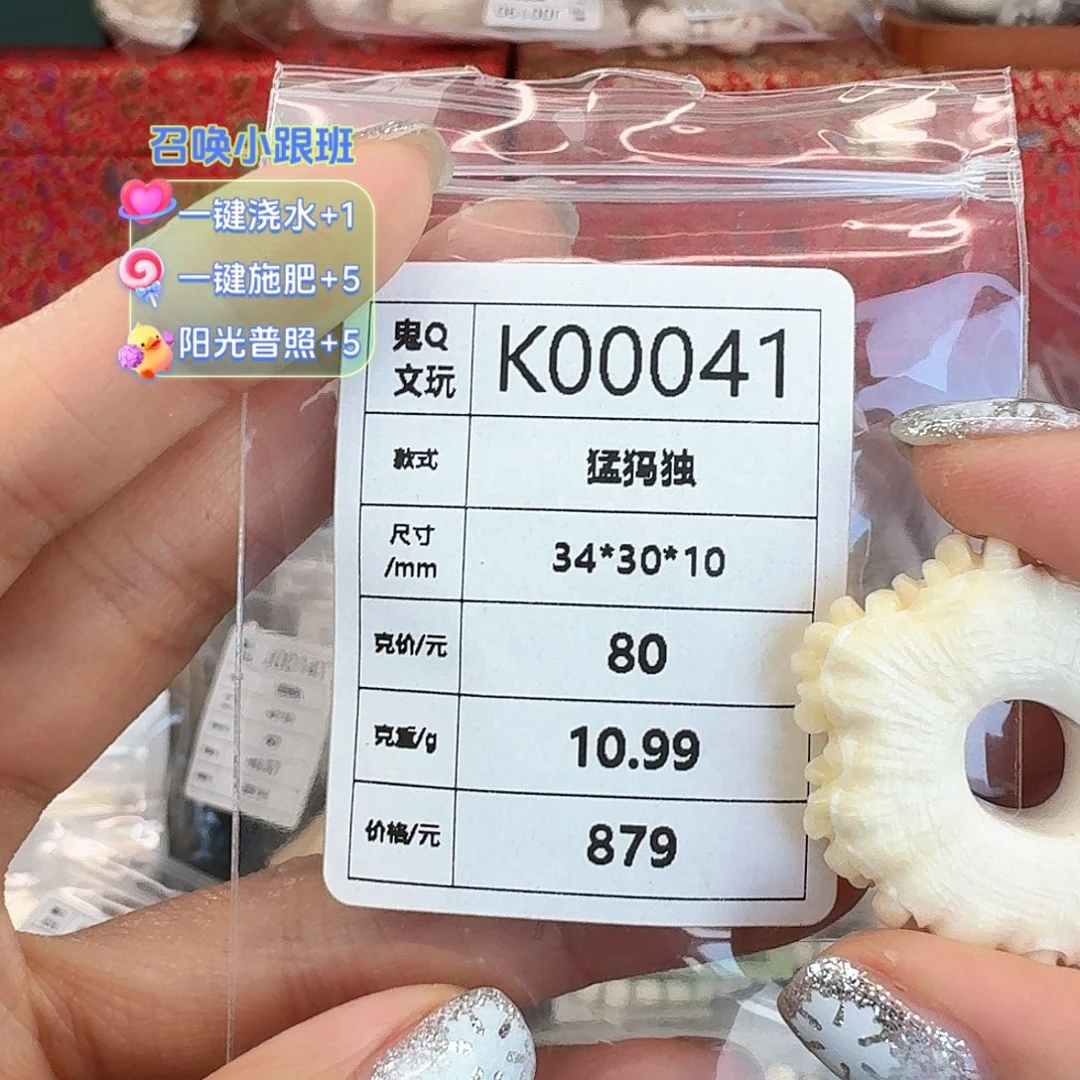 召唤小跟班
一键浇水+1
一键施肥+5
阳光普照+5
鬼Q
文玩
K00041
款式
猛犸独
尺寸
/mm
34*30*10
克价/元
80
克重/g
10.99
价格/元
879